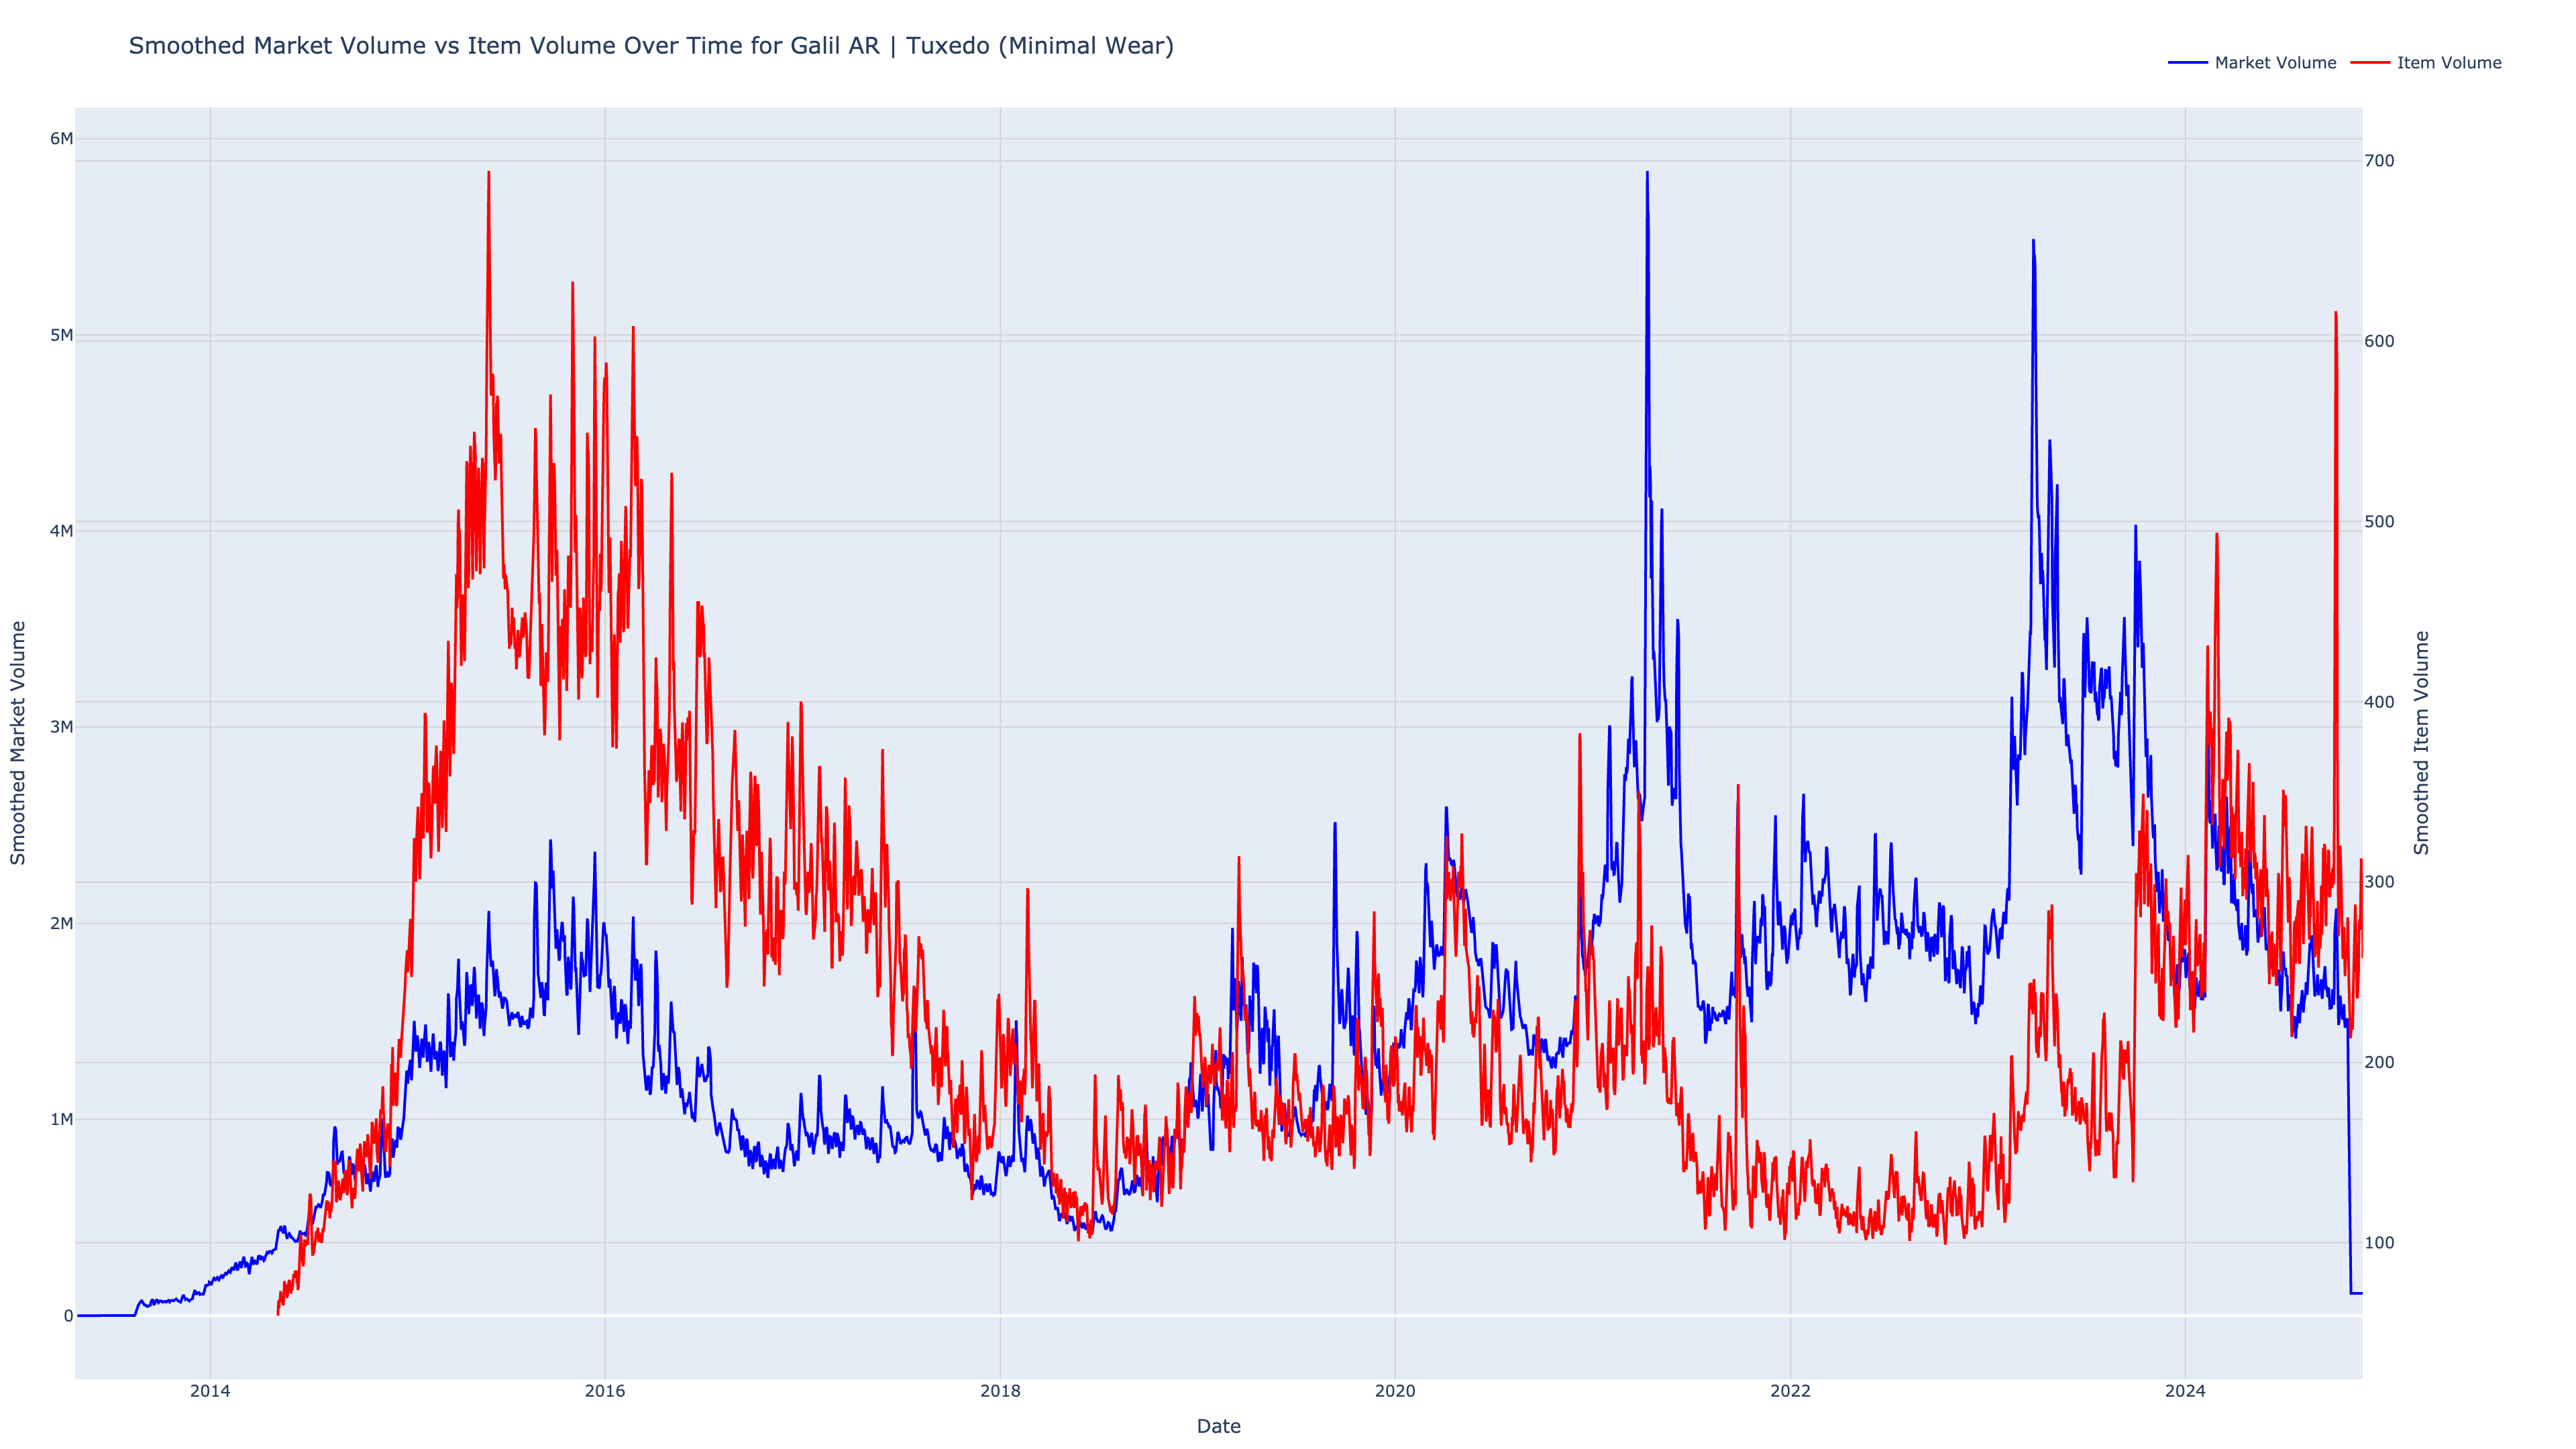 Smoothed Market Volume vs Item Volume Over Time for Galil AR | Tuxedo (Minimal Wear)
Market Volume
Item Volume
6M
5M
4M
3M
2M
1M
0
Smoothed Market Volume
700
600
500
400
300
200
100
Smoothed Item Volume
2014
2016
2018
2020
2022
2024
Date